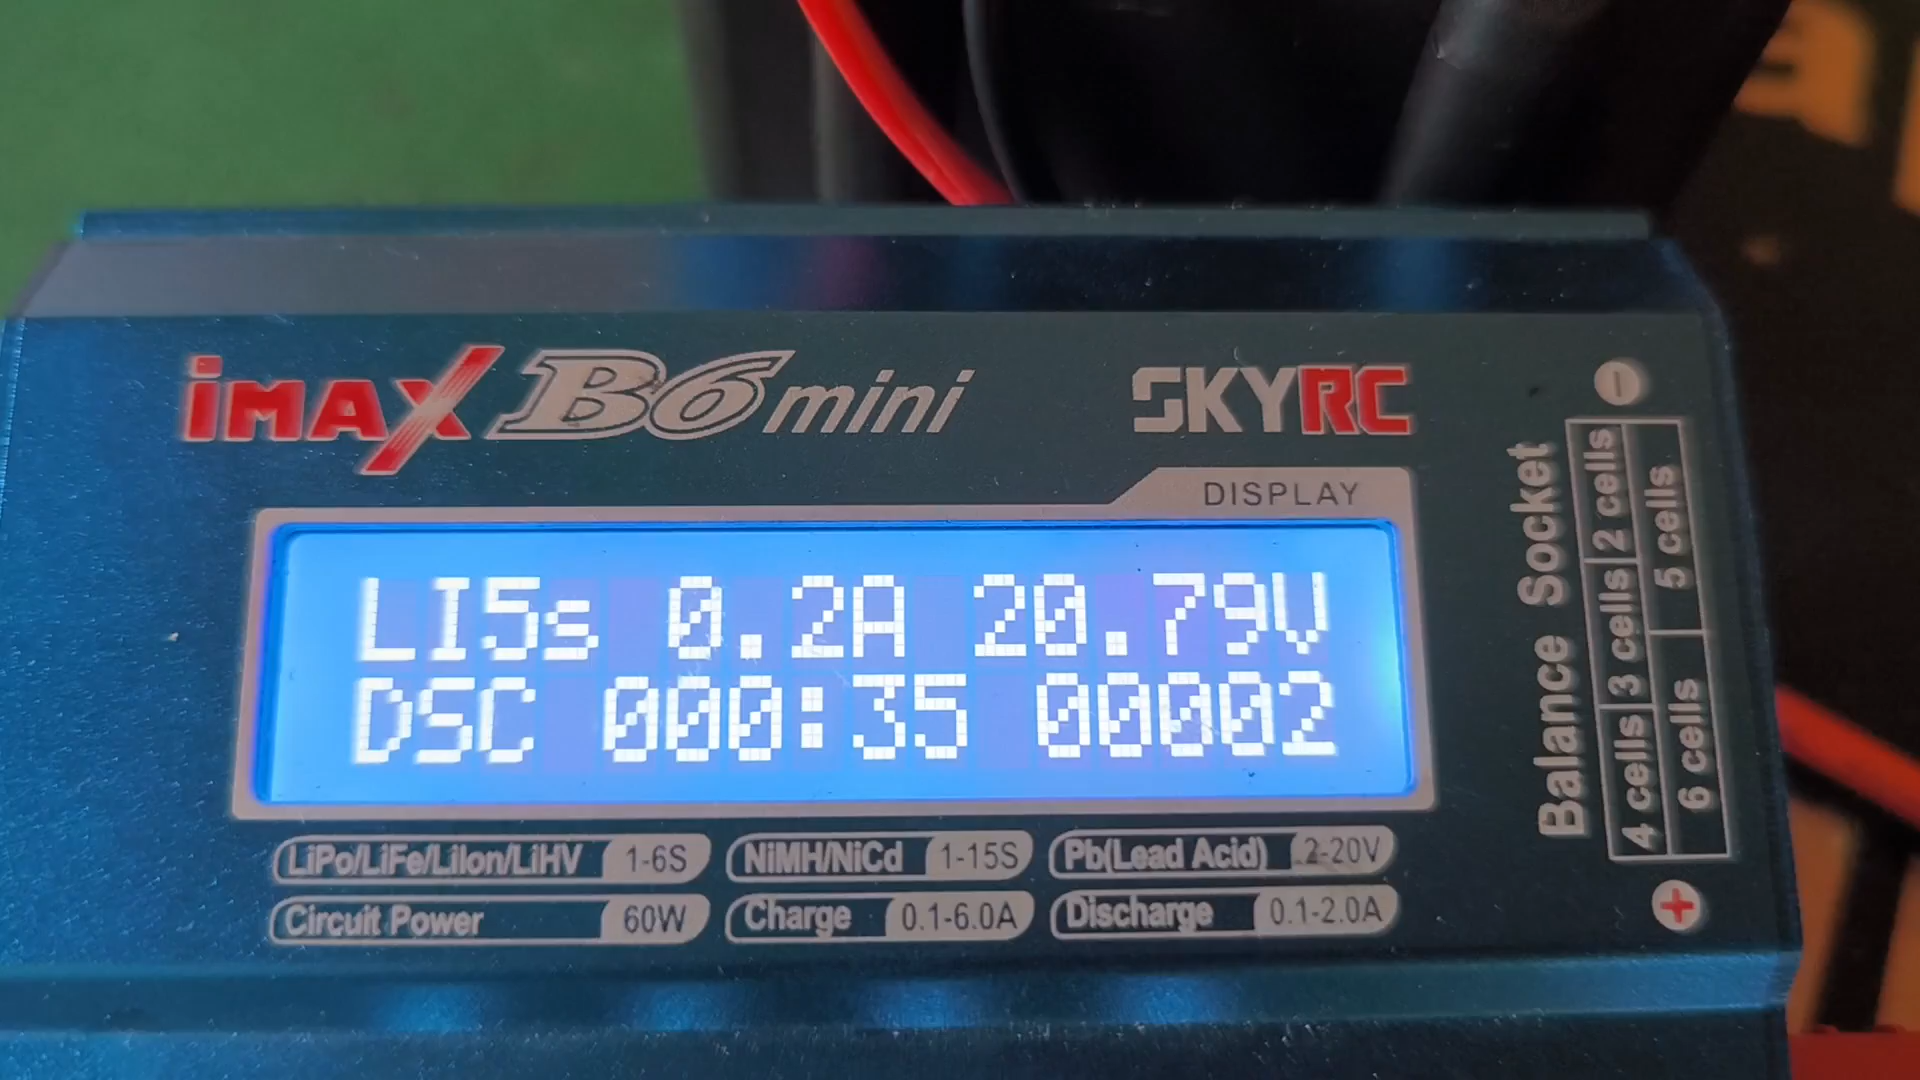 iMAX B6 mini SKYRC
DISPLAY
LI5s 0.2A 20.79V
DSC 000:35 00002
LiPo/LiFe/LiIon/LiHV 1-6S NiMH/NiCd 1-15S Pb(Lead Acid) 2-20V
Circuit Power 60W Charge 0.1-6.0A Discharge 0.1-2.0A
Balance Socket
4 cells 3 cells 2 cells
6 cells 5 cells